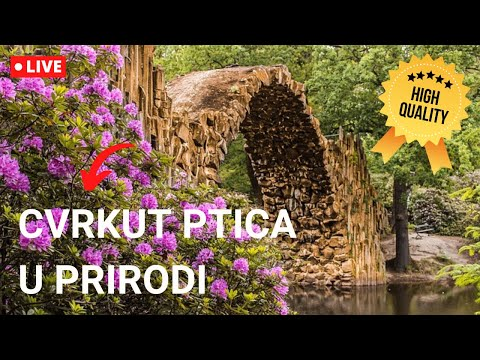 LIVE
HIGH
QUALITY
CVRKUT PTICA
U PRIRODI